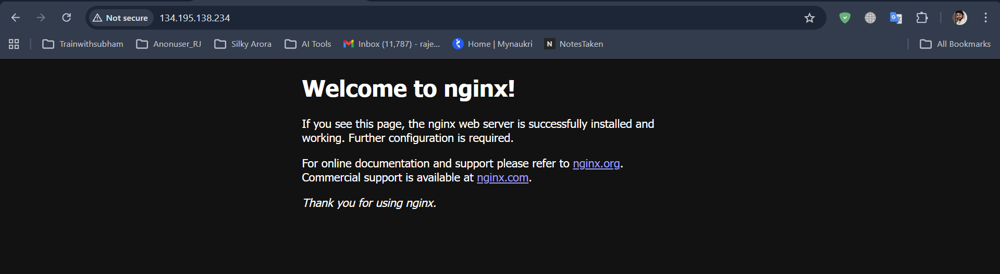 Not secure 134.195.138.234
Trainwithsubham Anonuser_RJ Silky Arora AI Tools Inbox (11,787) - raje... Home | Mynaukri N NotesTaken All Bookmarks
Welcome to nginx!
If you see this page, the nginx web server is successfully installed and
working. Further configuration is required.
For online documentation and support please refer to nginx.org.
Commercial support is available at nginx.com.
Thank you for using nginx.